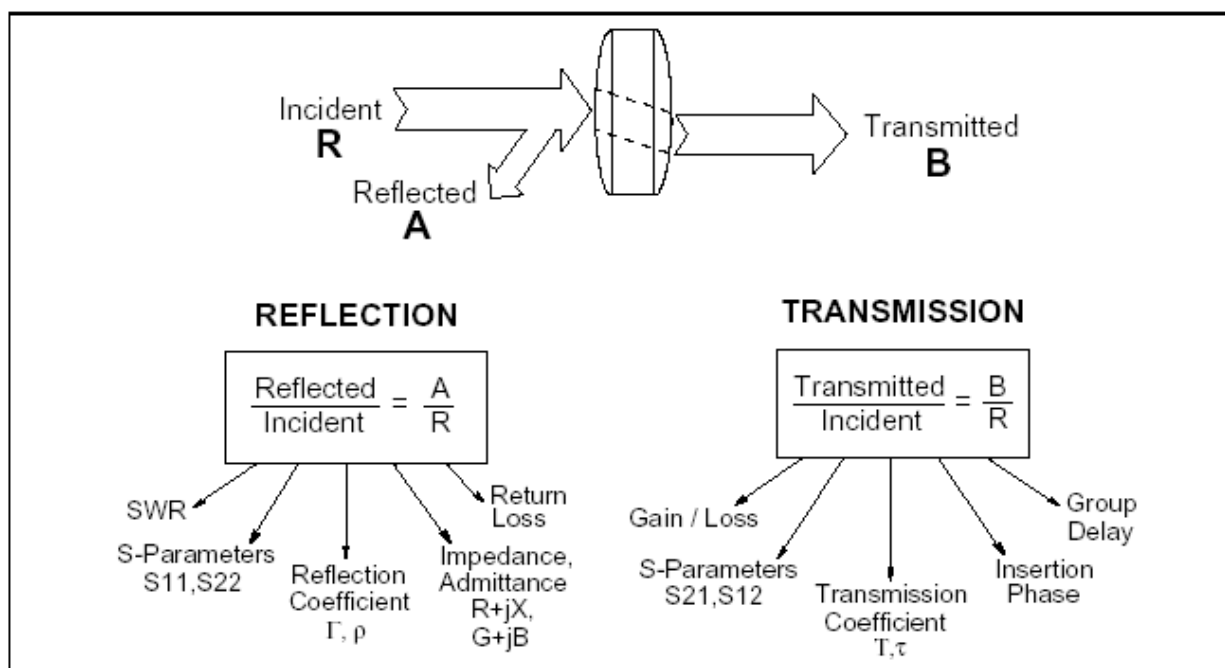 Incident
R
Reflected
A
Transmitted
B
REFLECTION
Reflected
Incident
=
A
R
SWR
S-Parameters
S11,S22
Reflection
Coefficient
Γ, ρ
Impedance,
Admittance
R+jX,
G+jB
Return
Loss
TRANSMISSION
Transmitted
Incident
=
B
R
Gain / Loss
S-Parameters
S21,S12
Transmission
Coefficient
T,τ
Insertion
Phase
Group
Delay